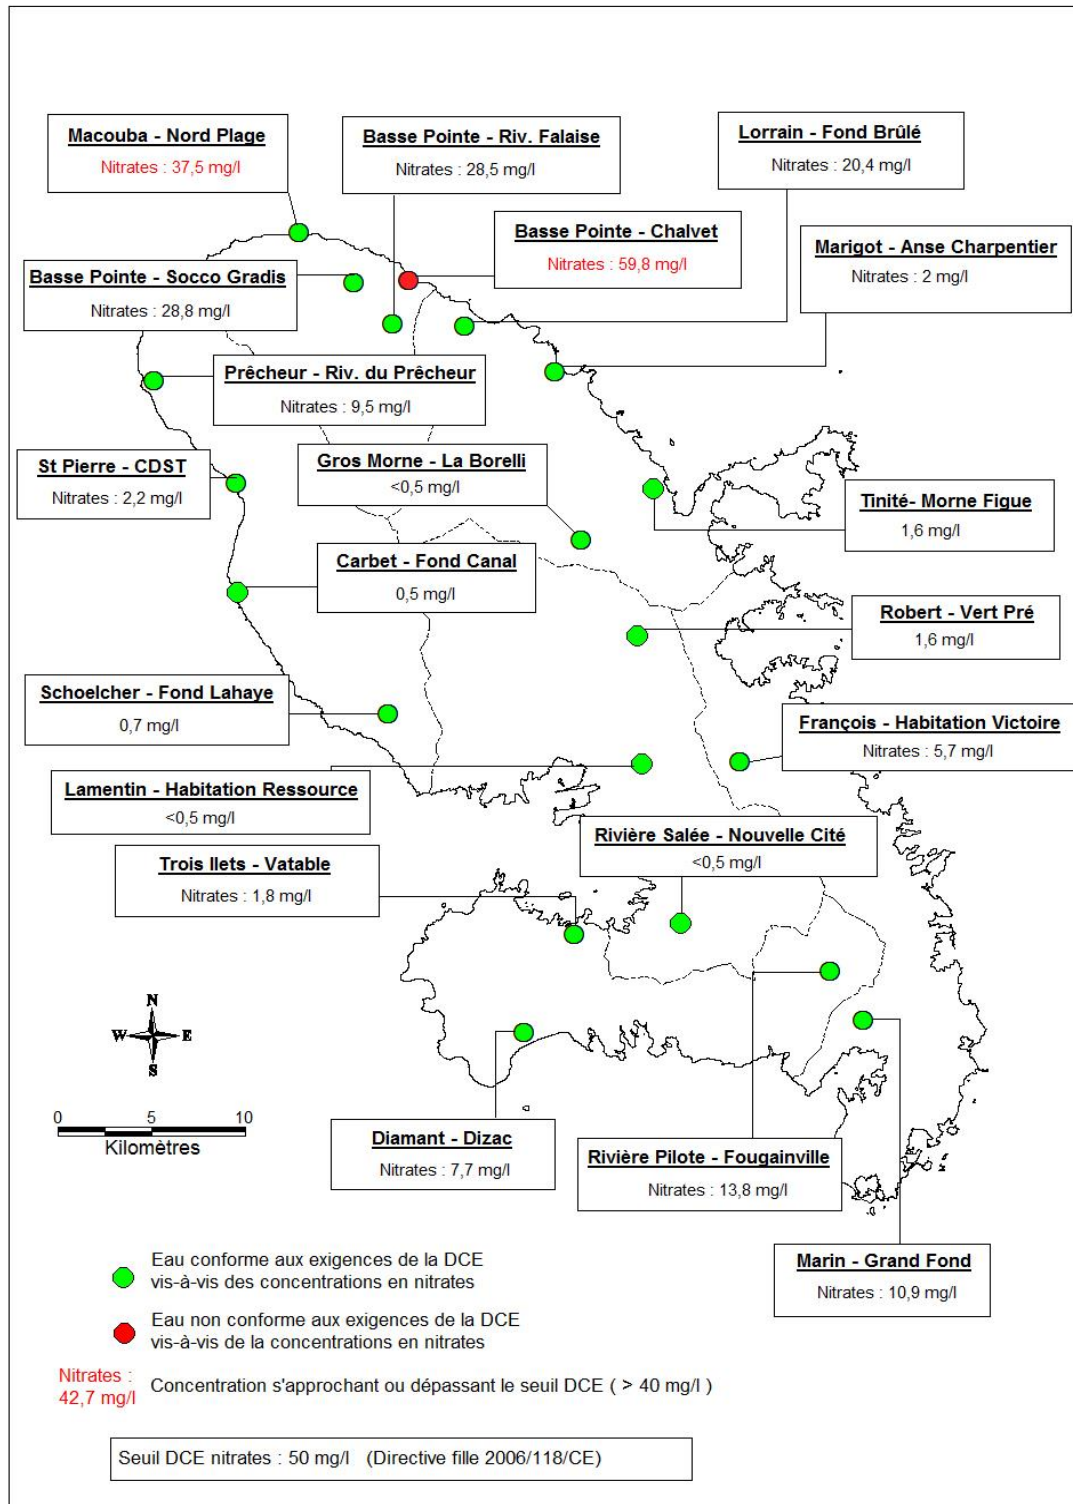 Macouba - Nord Plage
Nitrates : 37,5 mg/l
Basse Pointe - Riv. Falaise
Nitrates : 28,5 mg/l
Lorrain - Fond Brûlé
Nitrates : 20,4 mg/l
Basse Pointe - Chalvet
Nitrates : 59,8 mg/l
Marigot - Anse Charpentier
Nitrates : 2 mg/l
Basse Pointe - Socco Gradis
Nitrates : 28,8 mg/l
Prêcheur - Riv. du Prêcheur
Nitrates : 9,5 mg/l
St Pierre - CDST
Nitrates : 2,2 mg/l
Gros Morne - La Borelli
<0,5 mg/l
Tinité- Morne Figue
1,6 mg/l
Carbet - Fond Canal
0,5 mg/l
Robert - Vert Pré
1,6 mg/l
Schoelcher - Fond Lahaye
0,7 mg/l
François - Habitation Victoire
Nitrates : 5,7 mg/l
Lamentin - Habitation Ressource
<0,5 mg/l
Rivière Salée - Nouvelle Cité
<0,5 mg/l
Trois Ilets - Vatable
Nitrates : 1,8 mg/l
N
W E
S
0 5 10
Kilomètres
Diamant - Dizac
Nitrates : 7,7 mg/l
Rivière Pilote - Fougainville
Nitrates : 13,8 mg/l
Marin - Grand Fond
Nitrates : 10,9 mg/l
Eau conforme aux exigences de la DCE
vis-à-vis des concentrations en nitrates
Eau non conforme aux exigences de la DCE
vis-à-vis de la concentrations en nitrates
Nitrates :
42,7 mg/l
Concentration s'approchant ou dépassant le seuil DCE ( > 40 mg/l )
Seuil DCE nitrates : 50 mg/l (Directive fille 2006/118/CE)